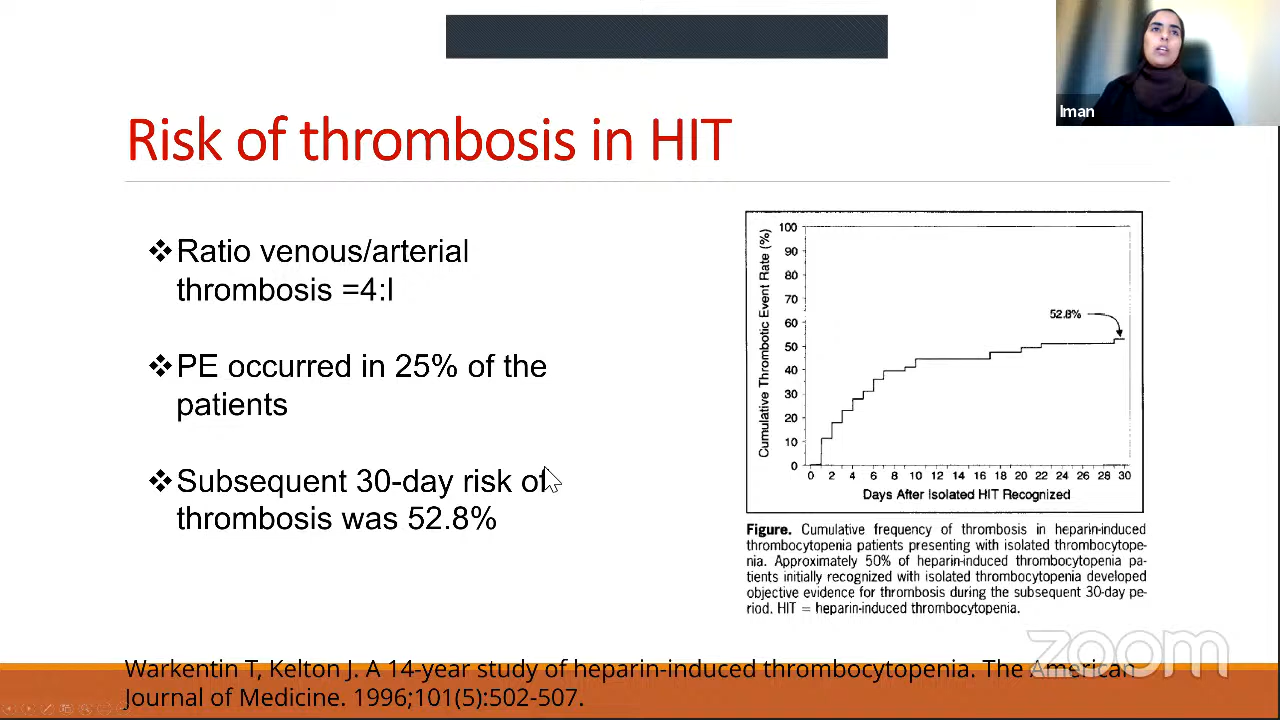 Iman
Risk of thrombosis in HIT
❖Ratio venous/arterial
thrombosis =4:I
❖PE occurred in 25% of the
patients
❖Subsequent 30-day risk of
thrombosis was 52.8%
Cumulative Thrombotic Event Rate (%)
100
90
80
70
60
50
40
30
20
10
0
52.8%
0 2 4 6 8 10 12 14 16 18 20 22 24 26 28 30
Days After Isolated HIT Recognized
Figure. Cumulative frequency of thrombosis in heparin-induced
thrombocytopenia patients presenting with isolated thrombocytope-
nia. Approximately 50% of heparin-induced thrombocytopenia pa-
tients initially recognized with isolated thrombocytopenia developed
objective evidence for thrombosis during the subsequent 30-day pe-
riod. HIT = heparin-induced thrombocytopenia.
zoom
Warkentin T, Kelton J. A 14-year study of heparin-induced thrombocytopenia. The American
Journal of Medicine. 1996;101(5):502-507.